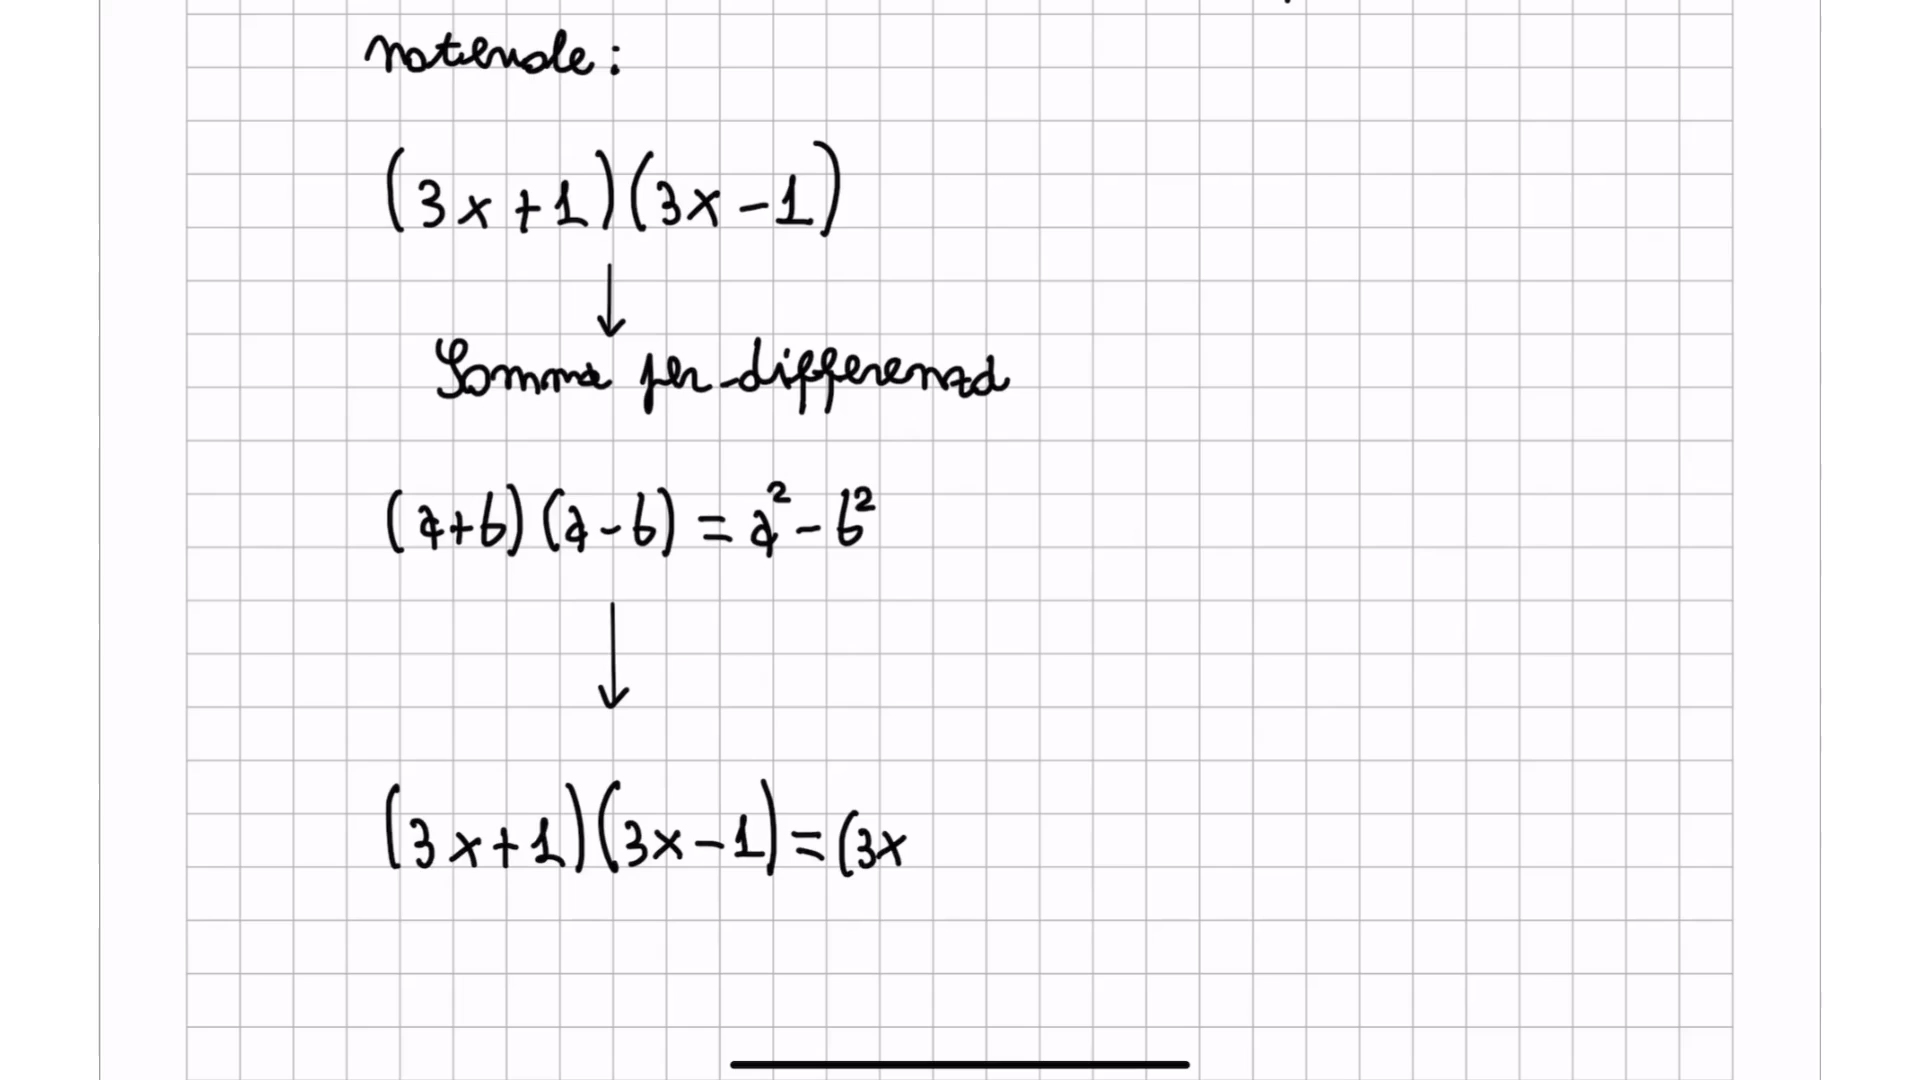 notevole:
(3x+1)(3x-1)
↓
Somma per differenza
(a+b)(a-b) = a²-b²
↓
(3x+1)(3x-1) = (3x